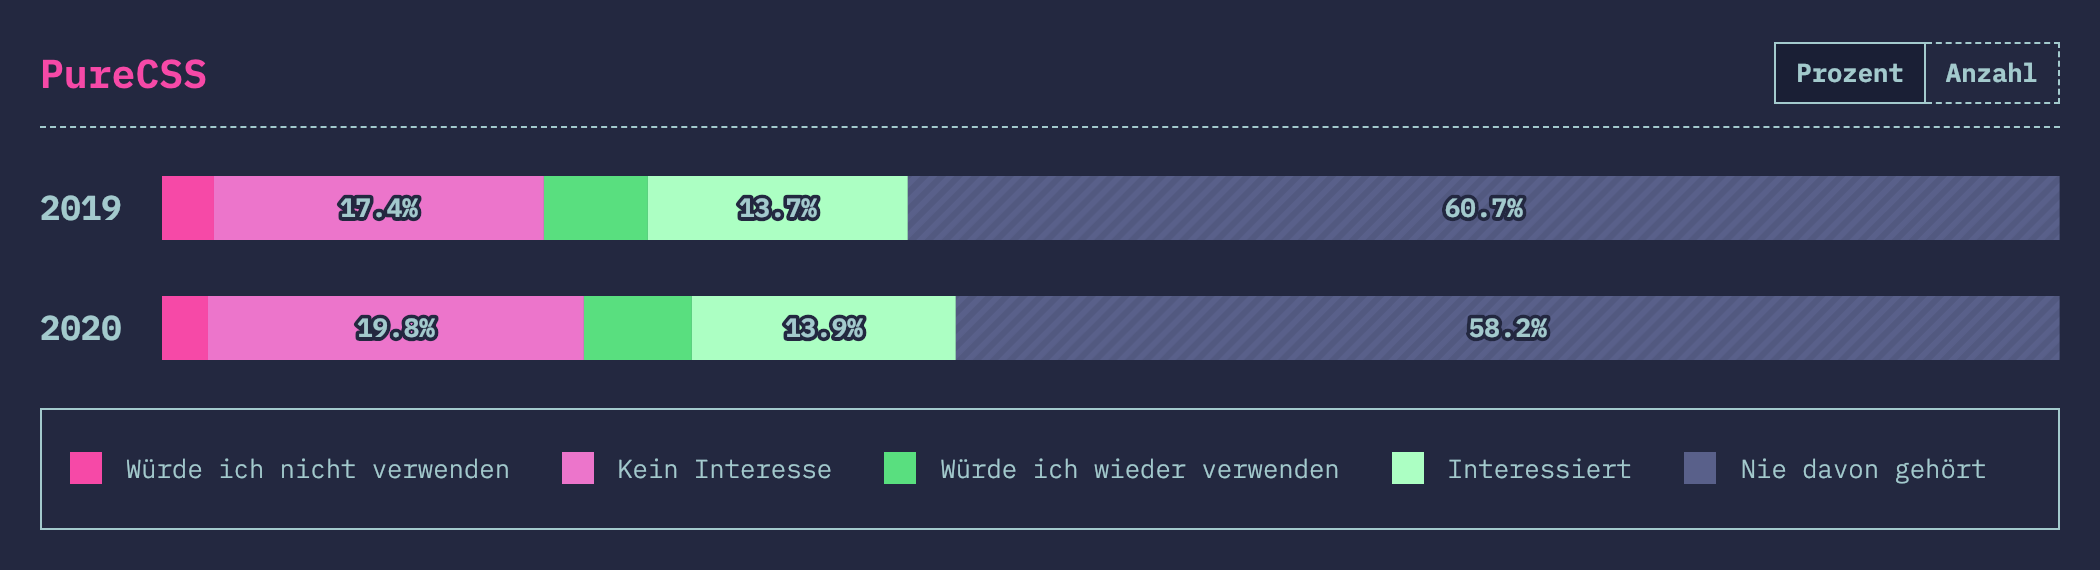 PureCSS
Prozent Anzahl
2019 17.4% 13.7% 60.7%
2020 19.8% 13.9% 58.2%
Würde ich nicht verwenden Kein Interesse Würde ich wieder verwenden Interessiert Nie davon gehört